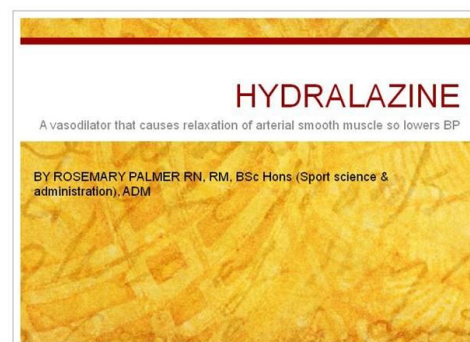 HYDRALAZINE
A vasodilator that causes relaxation of arterial smooth muscle so lowers BP
BY ROSEMARY PALMER RN, RM, BSc Hons (Sport science &
administration), ADM